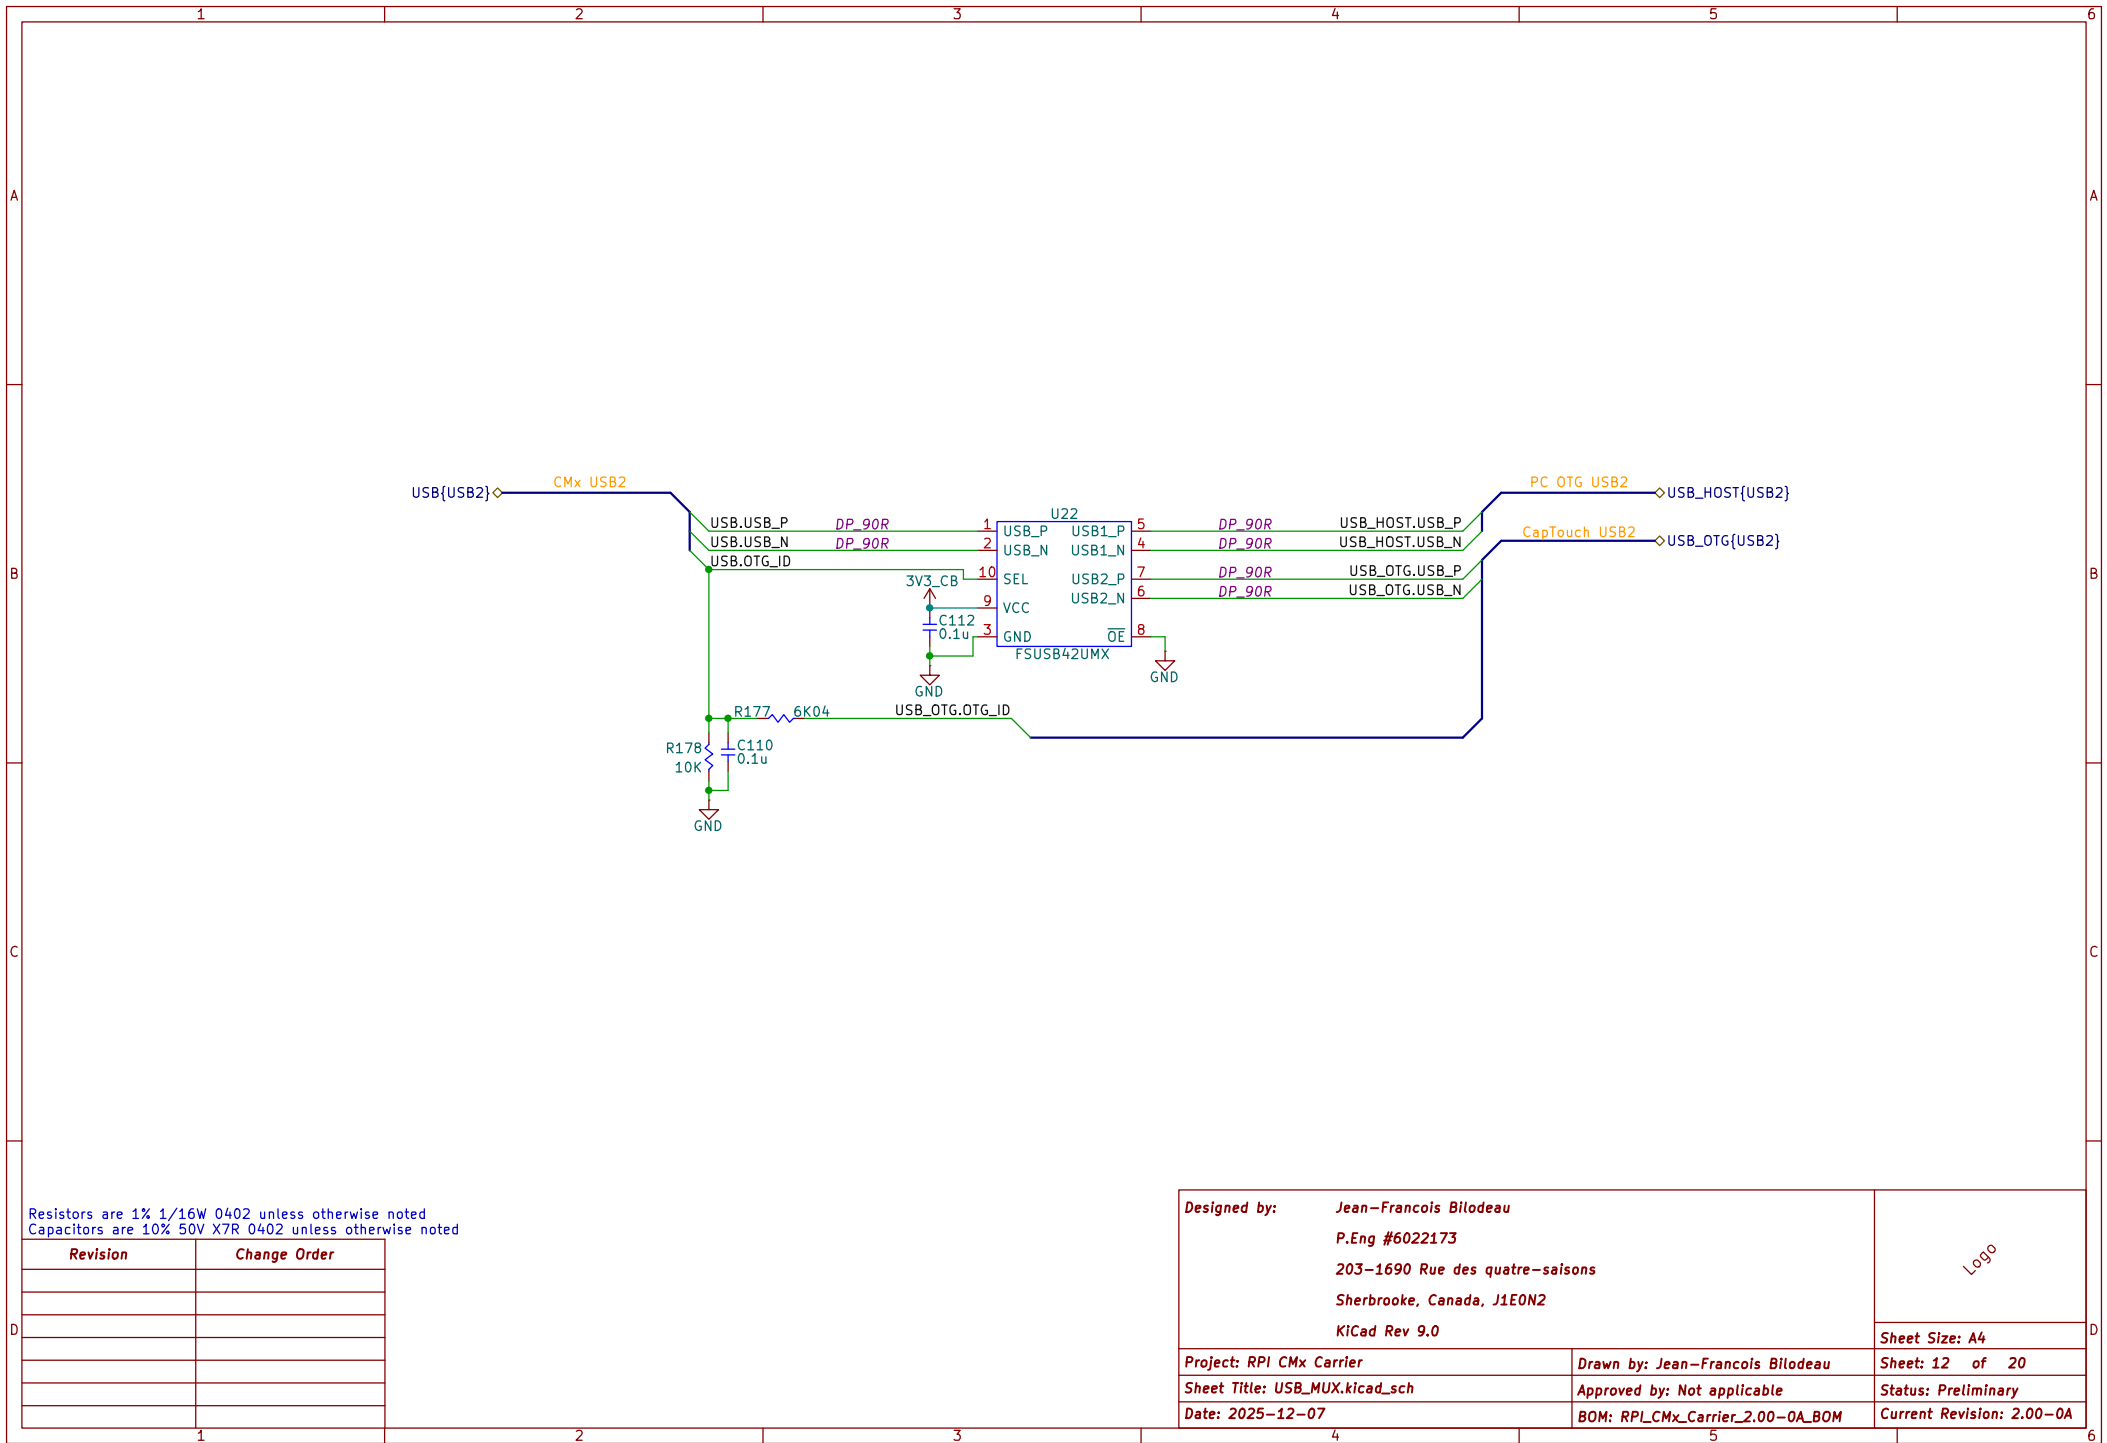 1 2 3 4 5 6
A A
CMx USB2
USB{USB2}
PC OTG USB2
USB_HOST{USB2}
CapTouch USB2
USB_OTG{USB2}
U22
USB.USB_P DP_90R 1 USB_P USB1_P 5 DP_90R USB_HOST.USB_P
USB.USB_N DP_90R 2 USB_N USB1_N 4 DP_90R USB_HOST.USB_N
USB.OTG_ID
B B
10 SEL USB2_P 7 DP_90R USB_OTG.USB_P
3V3_CB
USB2_N 6 DP_90R USB_OTG.USB_N
9 VCC
C112
0.1u
3 GND OE 8
FSUSB42UMX
GND
GND
R177 6K04 USB_OTG.OTG_ID
R178
10K
C110
0.1u
GND
C C
Resistors are 1% 1/16W 0402 unless otherwise noted
Capacitors are 10% 50V X7R 0402 unless otherwise noted
Revision Change Order
D D
Designed by: Jean-Francois Bilodeau
P.Eng #6022173
203-1690 Rue des quatre-saisons
Sherbrooke, Canada, J1E0N2
KiCad Rev 9.0
Logo
Sheet Size: A4
Project: RPI CMx Carrier
Drawn by: Jean-Francois Bilodeau
Sheet: 12 of 20
Sheet Title: USB_MUX.kicad_sch
Approved by: Not applicable
Status: Preliminary
Date: 2025-12-07
BOM: RPI_CMx_Carrier_2.00-0A_BOM
Current Revision: 2.00-0A
1 2 3 4 5 6